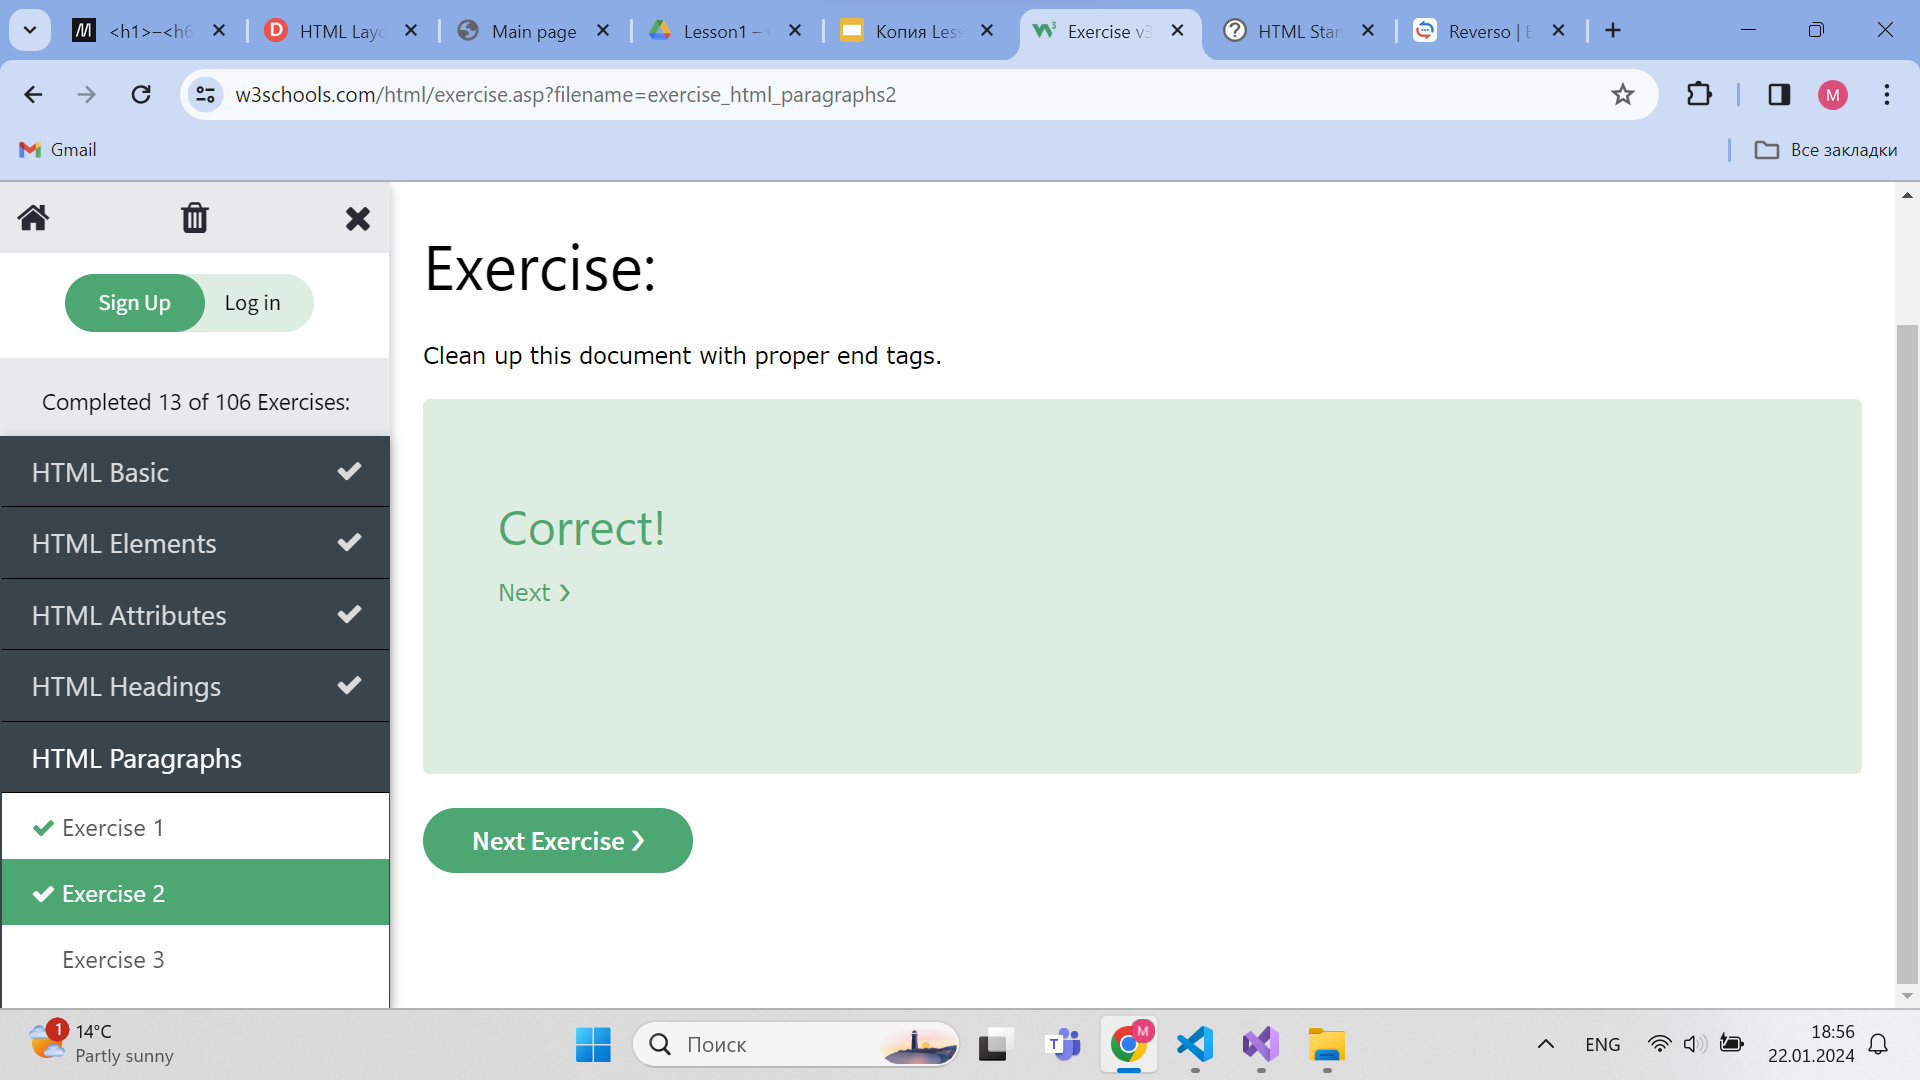 <h1>–<h6
HTML Layo
Main page
Lesson1 –
Копия Less
Exercise v3
HTML Star
Reverso |
w3schools.com/html/exercise.asp?filename=exercise_html_paragraphs2
M
Gmail
Все закладки
Sign Up
Log in
Completed 13 of 106 Exercises:
HTML Basic
HTML Elements
HTML Attributes
HTML Headings
HTML Paragraphs
Exercise 1
Exercise 2
Exercise 3
Exercise:
Clean up this document with proper end tags.
Correct!
Next ❯
Next Exercise ❯
1
14°C
Partly sunny
Поиск
ENG
18:56
22.01.2024